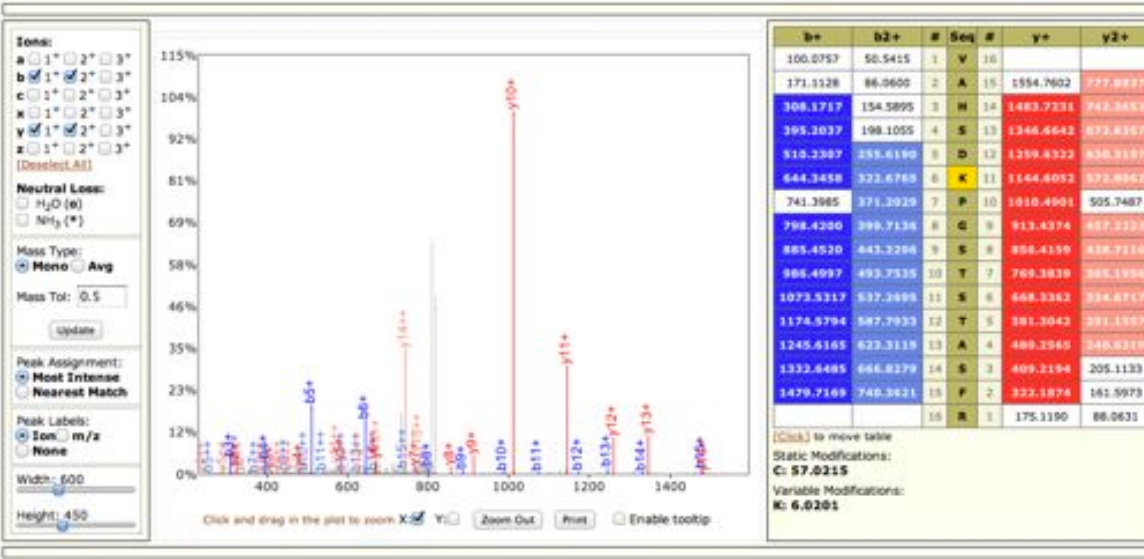 Ions:
a 1+ 2+ 3+
b 1+ 2+ 3+
c 1+ 2+ 3+
x 1+ 2+ 3+
y 1+ 2+ 3+
z 1+ 2+ 3+
[Deselect All]
Neutral Loss:
H2O (o)
NH3 (*)
Mass Type:
Mono Avg
Mass Tol: 0.5
Update
Peak Assignment:
Most Intense
Nearest Match
Peak Labels:
Ion m/z
None
Width: 600
Height: 450
115%
104%
92%
81%
69%
58%
46%
35%
23%
12%
0%
y10+
y14++
y11+
b5+
b6+
y12+
y13+
b3+
b11++
b15++
b8+
y8+
b9+
y9+
b10+
b11+
b12+
b13+
b14+
400 600 800 1000 1200 1400
Click and drag in the plot to zoom X: Y: Zoom Out Print Enable tooltip
b+ b2+ # Seq # y+ y2+
100.0757 50.5415 1 V 16
171.1128 86.0600 2 A 15 1554.7602
308.1717 154.5895 3 H 14 1483.7231
395.2037 198.1055 4 S 13 1346.6642
510.2307 255.6190 5 D 12 1259.6322
644.3458 322.6765 6 K 11 1144.6052
741.3985 371.2029 7 P 10 1010.4901 505.7487
798.4200 399.7136 8 G 9 913.4374
885.4520 443.2296 9 S 8 856.4159
986.4997 493.7535 10 T 7 769.3839
1073.5317 537.2695 11 S 6 668.3362
1174.5794 587.7933 12 T 5 581.3042
1245.6165 623.3119 13 A 4 480.2565
1332.6485 666.8279 14 S 3 409.2194 205.1133
1479.7169 740.3621 15 F 2 322.1874 161.5973
16 R 1 175.1190 88.0631
[Click] to move table
Static Modifications:
C: 57.0215
Variable Modifications:
K: 6.0201